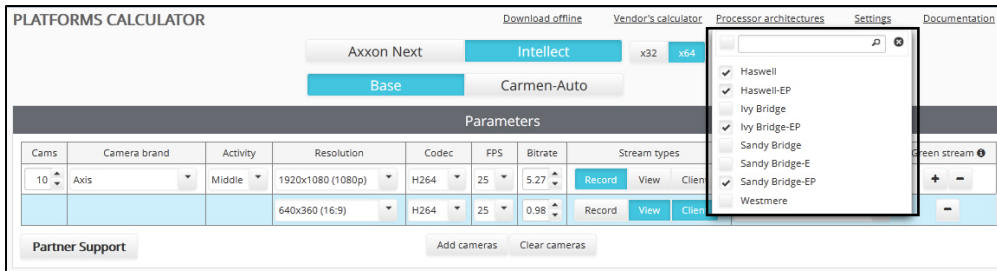 PLATFORMS CALCULATOR Download offline Vendor's calculator Processor architectures Settings Documentation
Axxon Next Intellect x32 x64
Base Carmen-Auto
Haswell
Haswell-EP
Ivy Bridge
Ivy Bridge-EP
Sandy Bridge
Sandy Bridge-E
Sandy Bridge-EP
Westmere
Parameters
Cams Camera brand Activity Resolution Codec FPS Bitrate Stream types Green stream
10 Axis Middle 1920x1080 (1080p) H264 25 5.27 Record View Client + -
640x360 (16:9) H264 25 0.98 Record View Client -
Partner Support Add cameras Clear cameras